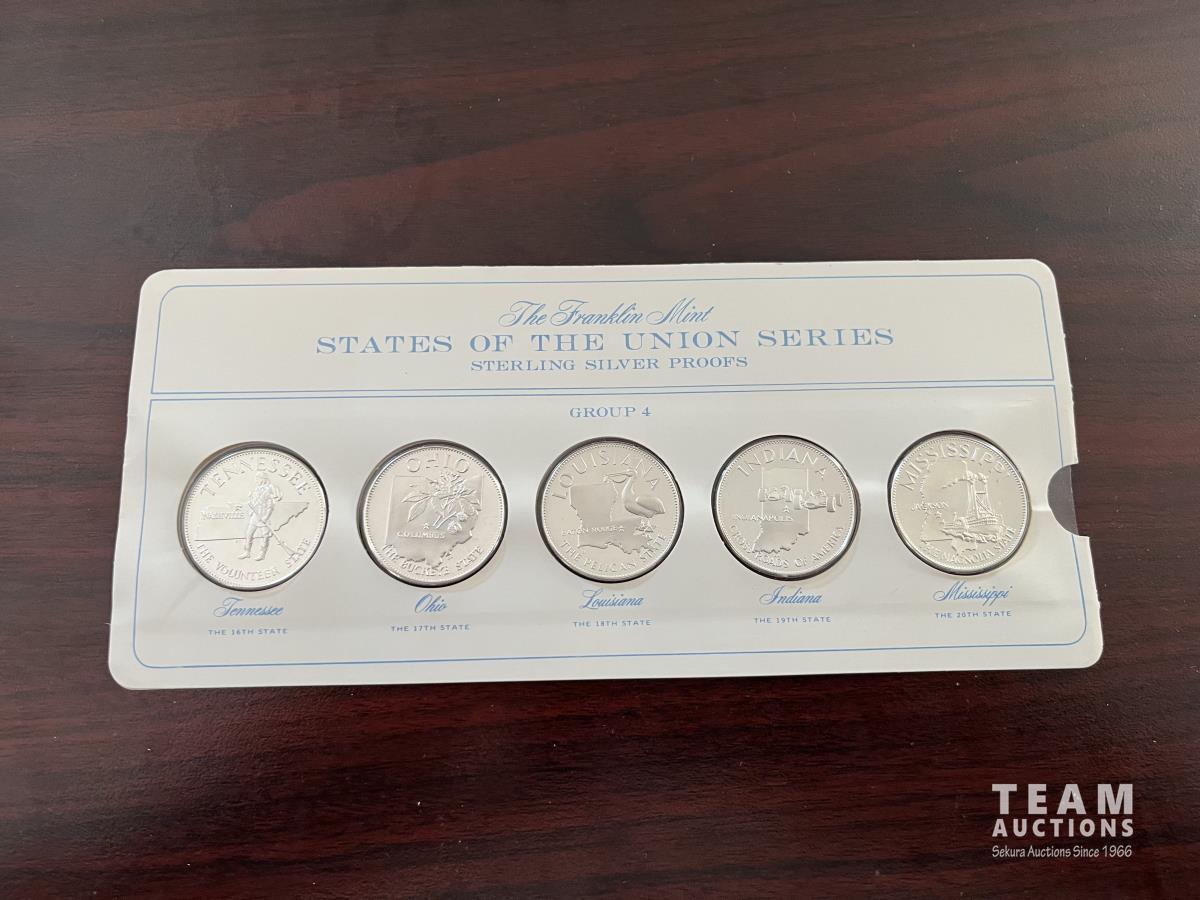 The Franklin Mint
STATES OF THE UNION SERIES
STERLING SILVER PROOFS
GROUP 4
TENNESSEE
NASHVILLE
THE VOLUNTEER STATE
OHIO
COLUMBUS
THE BUCKEYE STATE
LOUISIANA
BATON ROUGE
THE PELICAN STATE
INDIANA
INDIANAPOLIS
CROSSROADS OF AMERICA
MISSISSIPPI
JACKSON
THE MAGNOLIA STATE
Tennessee
THE 16TH STATE
Ohio
THE 17TH STATE
Louisiana
THE 18TH STATE
Indiana
THE 19TH STATE
Mississippi
THE 20TH STATE
TEAM
AUCTIONS
Sekura Auctions Since 1966